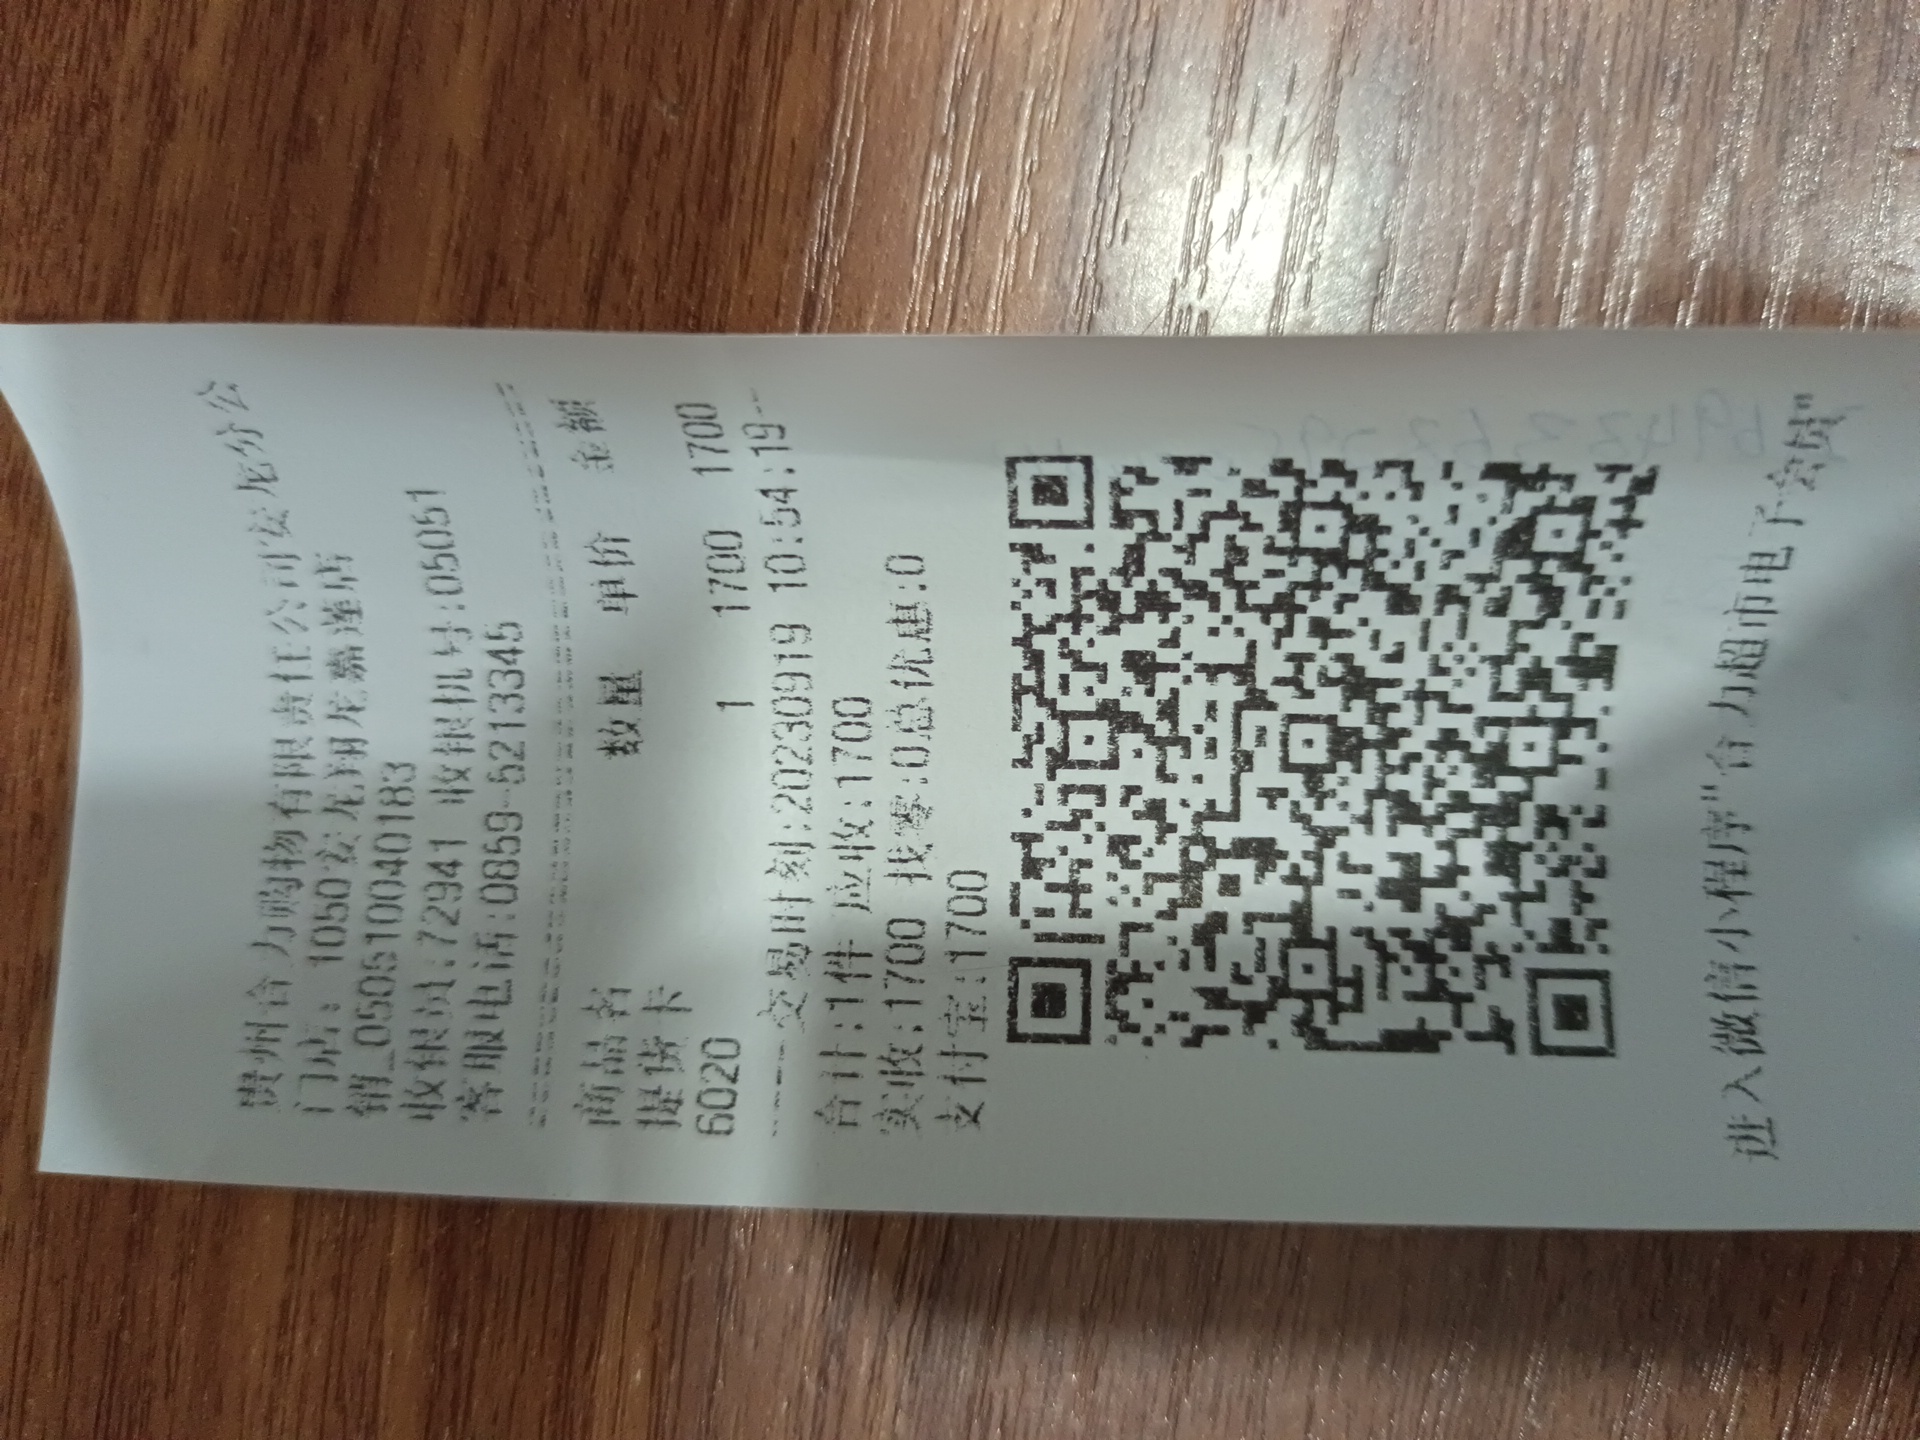 贵州合力购物有限责任公司安龙分公
门店: 1050安龙翔龙嘉莲店
销_050510040183
收银员:72941 收银机号:05051
客服电话:0859-5213345
商品名 数量 单价 金额
提货卡
6020 1 1700 1700
----交易时刻:20230919 10:54:19--
合计:1件 应收:1700
实收:1700 找零:0总优惠:0
支付宝:1700
进入微信小程序"合力超市电子会员"